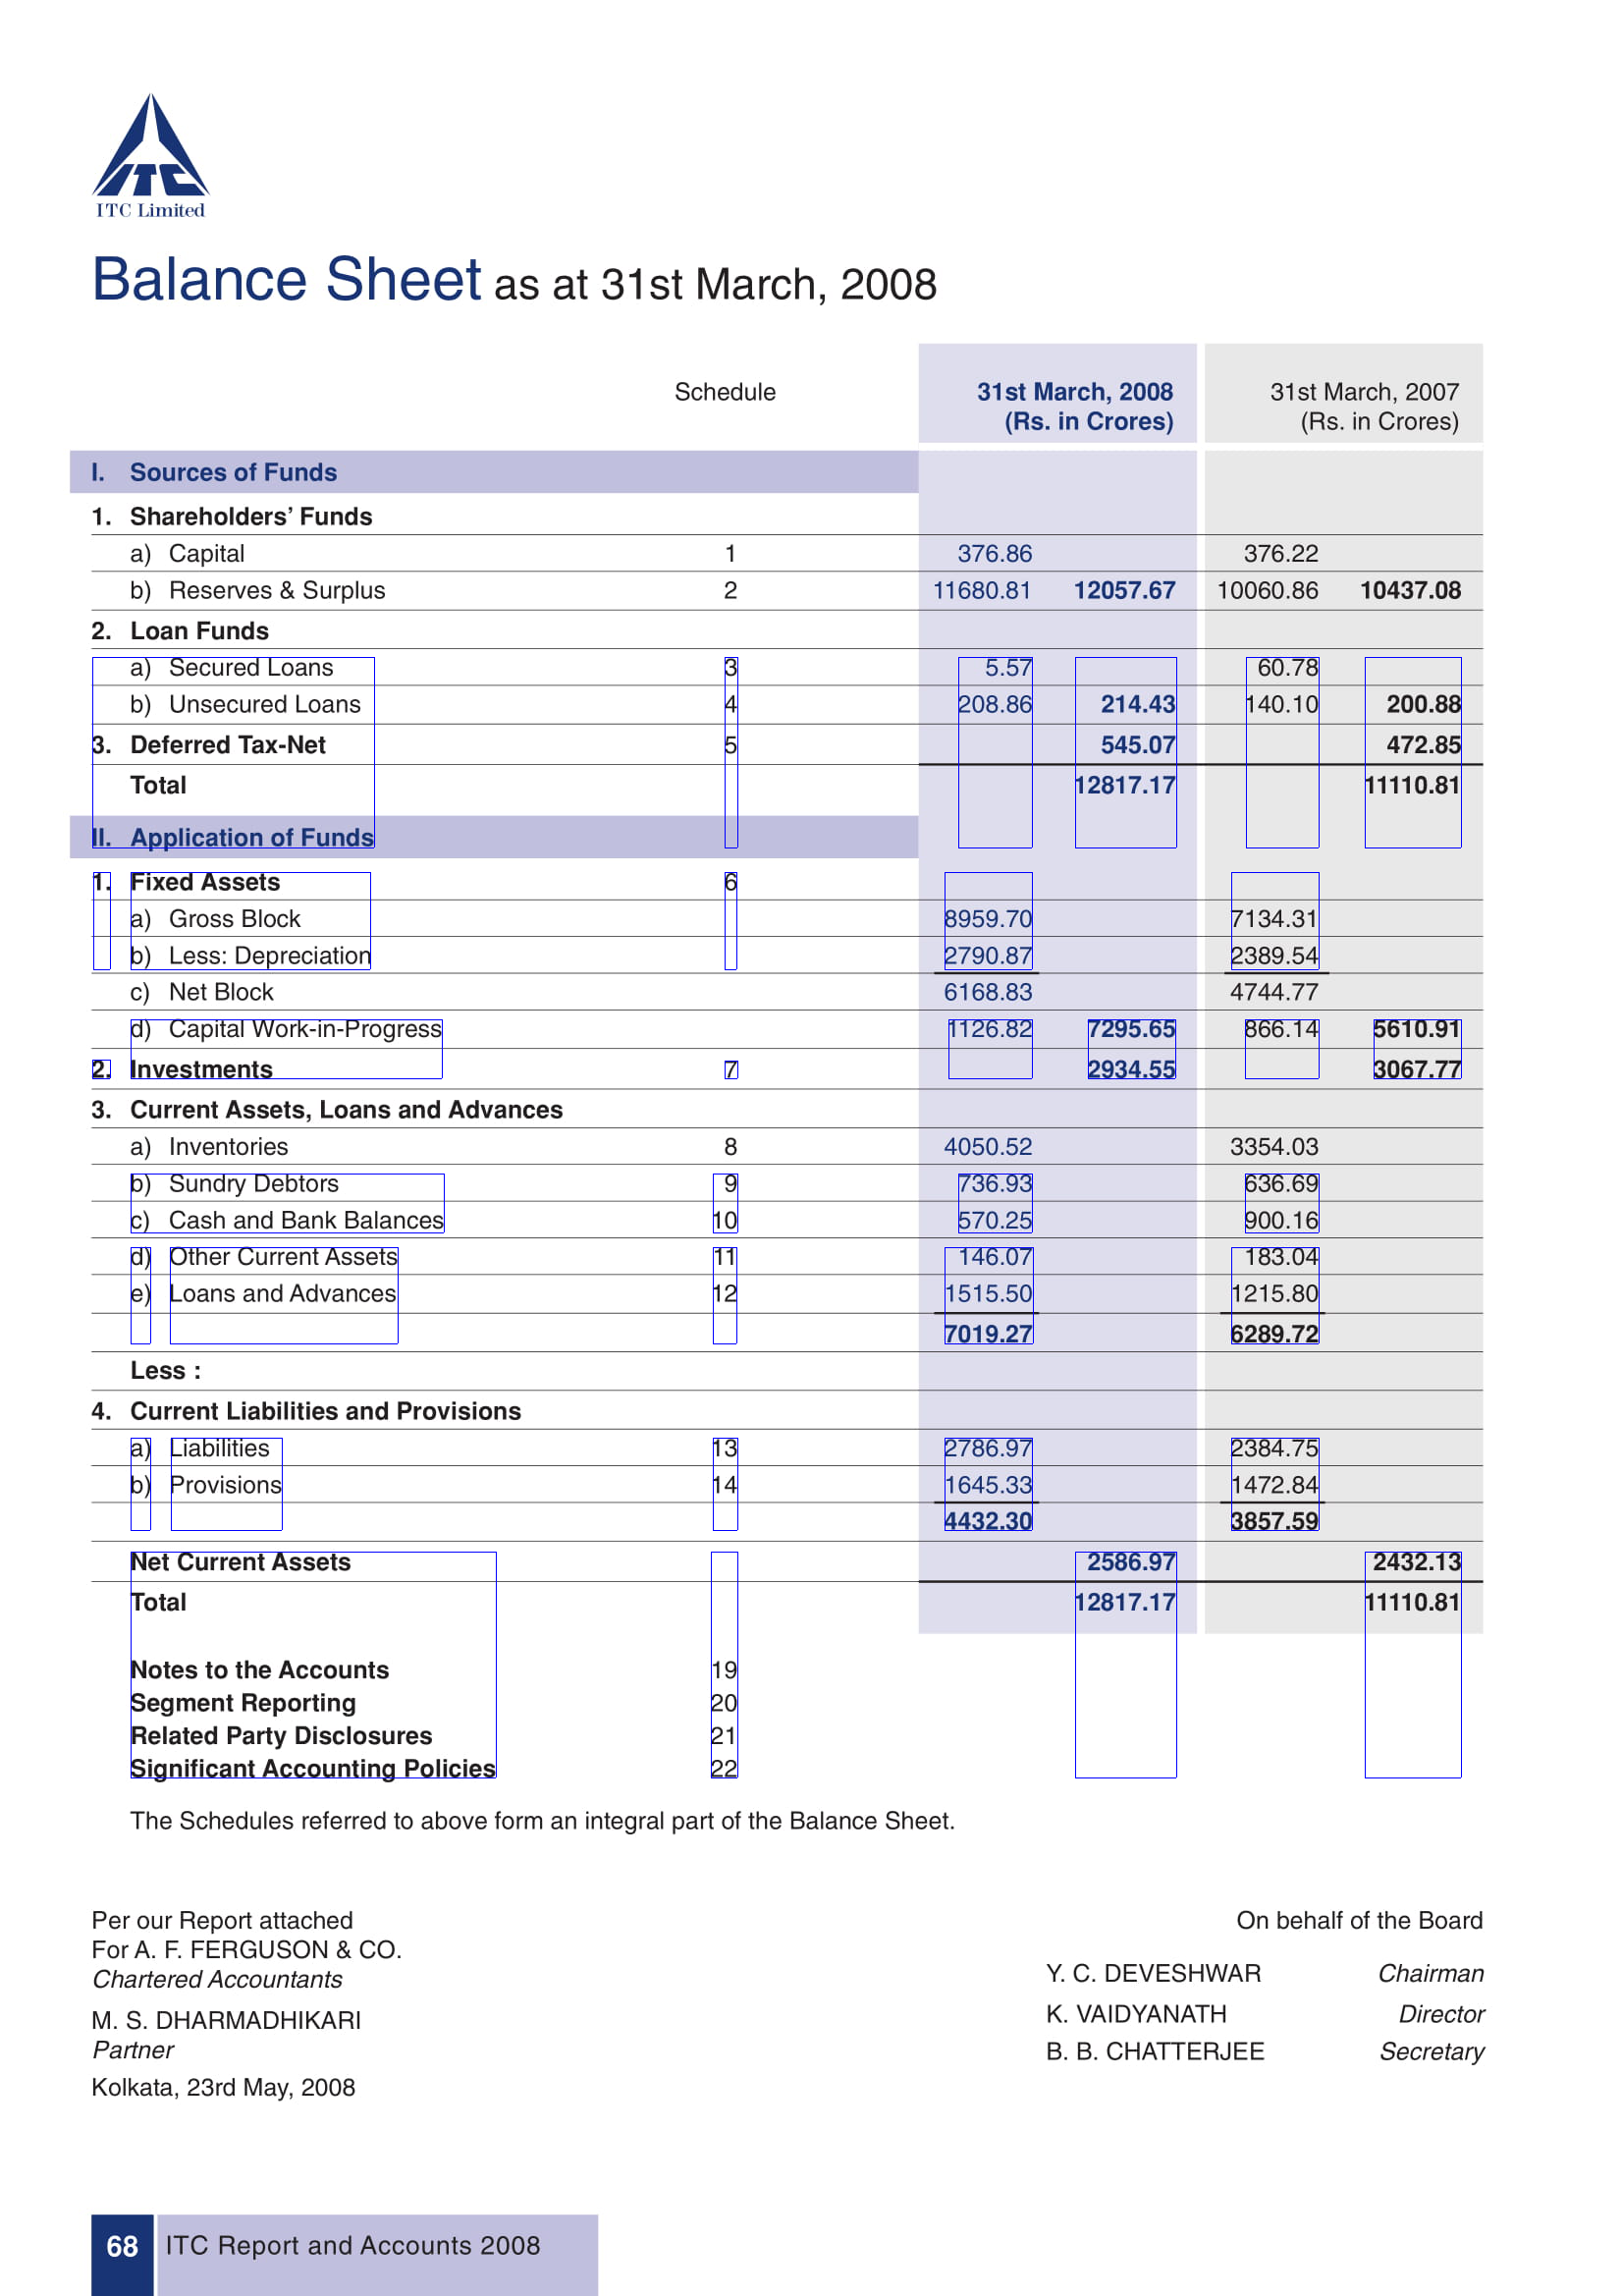 ITC
ITC Limited
Balance Sheet as at 31st March, 2008
Schedule 31st March, 2008 31st March, 2007
(Rs. in Crores) (Rs. in Crores)
I. Sources of Funds
1. Shareholders’ Funds
a) Capital 1 376.86 376.22
b) Reserves & Surplus 2 11680.81 12057.67 10060.86 10437.08
2. Loan Funds
a) Secured Loans 3 5.57 60.78
b) Unsecured Loans 4 208.86 214.43 140.10 200.88
3. Deferred Tax-Net 5 545.07 472.85
Total 12817.17 11110.81
II. Application of Funds
1. Fixed Assets 6
a) Gross Block 8959.70 7134.31
b) Less: Depreciation 2790.87 2389.54
c) Net Block 6168.83 4744.77
d) Capital Work-in-Progress 1126.82 7295.65 866.14 5610.91
2. Investments 7 2934.55 3067.77
3. Current Assets, Loans and Advances
a) Inventories 8 4050.52 3354.03
b) Sundry Debtors 9 736.93 636.69
c) Cash and Bank Balances 10 570.25 900.16
d) Other Current Assets 11 146.07 183.04
e) Loans and Advances 12 1515.50 1215.80
7019.27 6289.72
Less :
4. Current Liabilities and Provisions
a) Liabilities 13 2786.97 2384.75
b) Provisions 14 1645.33 1472.84
4432.30 3857.59
Net Current Assets 2586.97 2432.13
Total 12817.17 11110.81
Notes to the Accounts 19
Segment Reporting 20
Related Party Disclosures 21
Significant Accounting Policies 22
The Schedules referred to above form an integral part of the Balance Sheet.
Per our Report attached On behalf of the Board
For A. F. FERGUSON & CO.
Chartered Accountants Y. C. DEVESHWAR Chairman
M. S. DHARMADHIKARI K. VAIDYANATH Director
Partner B. B. CHATTERJEE Secretary
Kolkata, 23rd May, 2008
68 ITC Report and Accounts 2008